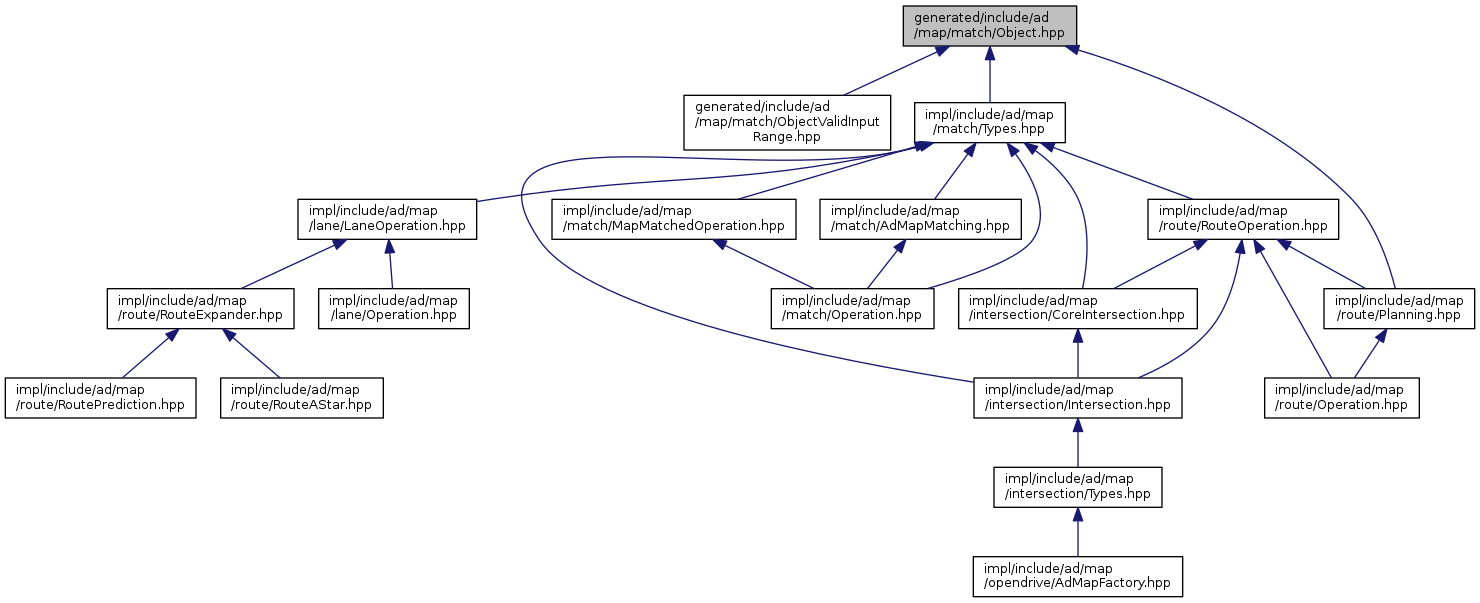 generated/include/ad
/map/match/Object.hpp
generated/include/ad
/map/match/ObjectValidInput
Range.hpp
impl/include/ad/map
/match/Types.hpp
impl/include/ad/map
/lane/LaneOperation.hpp
impl/include/ad/map
/match/MapMatchedOperation.hpp
impl/include/ad/map
/match/AdMapMatching.hpp
impl/include/ad/map
/route/RouteOperation.hpp
impl/include/ad/map
/route/RouteExpander.hpp
impl/include/ad/map
/lane/Operation.hpp
impl/include/ad/map
/match/Operation.hpp
impl/include/ad/map
/intersection/CoreIntersection.hpp
impl/include/ad/map
/route/Planning.hpp
impl/include/ad/map
/route/RoutePrediction.hpp
impl/include/ad/map
/route/RouteAStar.hpp
impl/include/ad/map
/intersection/Intersection.hpp
impl/include/ad/map
/route/Operation.hpp
impl/include/ad/map
/intersection/Types.hpp
impl/include/ad/map
/opendrive/AdMapFactory.hpp